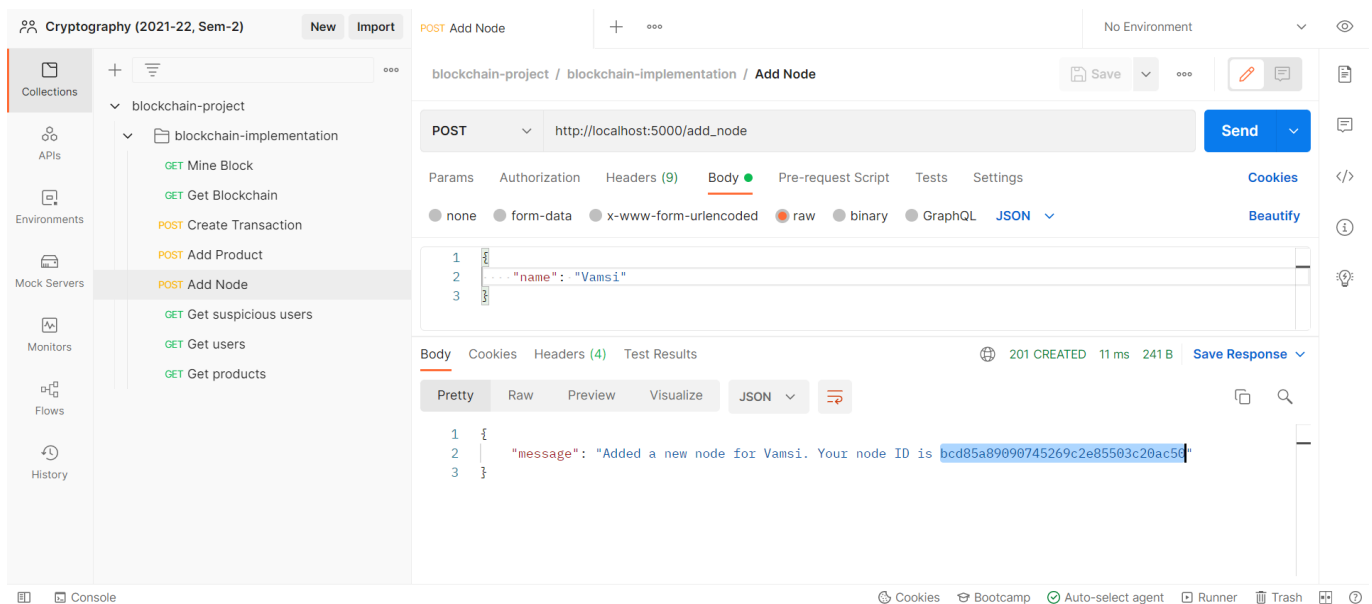 Cryptography (2021-22, Sem-2) New Import POST Add Node No Environment
Collections
APIs
Environments
Mock Servers
Monitors
Flows
History
blockchain-project
blockchain-implementation
GET Mine Block
GET Get Blockchain
POST Create Transaction
POST Add Product
POST Add Node
GET Get suspicious users
GET Get users
GET Get products
blockchain-project / blockchain-implementation / Add Node Save
POST http://localhost:5000/add_node Send
Params Authorization Headers (9) Body Pre-request Script Tests Settings Cookies
none form-data x-www-form-urlencoded raw binary GraphQL JSON Beautify
1 {
2 "name": "Vamsi"
3 }
Body Cookies Headers (4) Test Results 201 CREATED 11 ms 241 B Save Response
Pretty Raw Preview Visualize JSON
1 {
2 "message": "Added a new node for Vamsi. Your node ID is bcd85a89090745269c2e85503c20ac50"
3 }
Console Cookies Bootcamp Auto-select agent Runner Trash